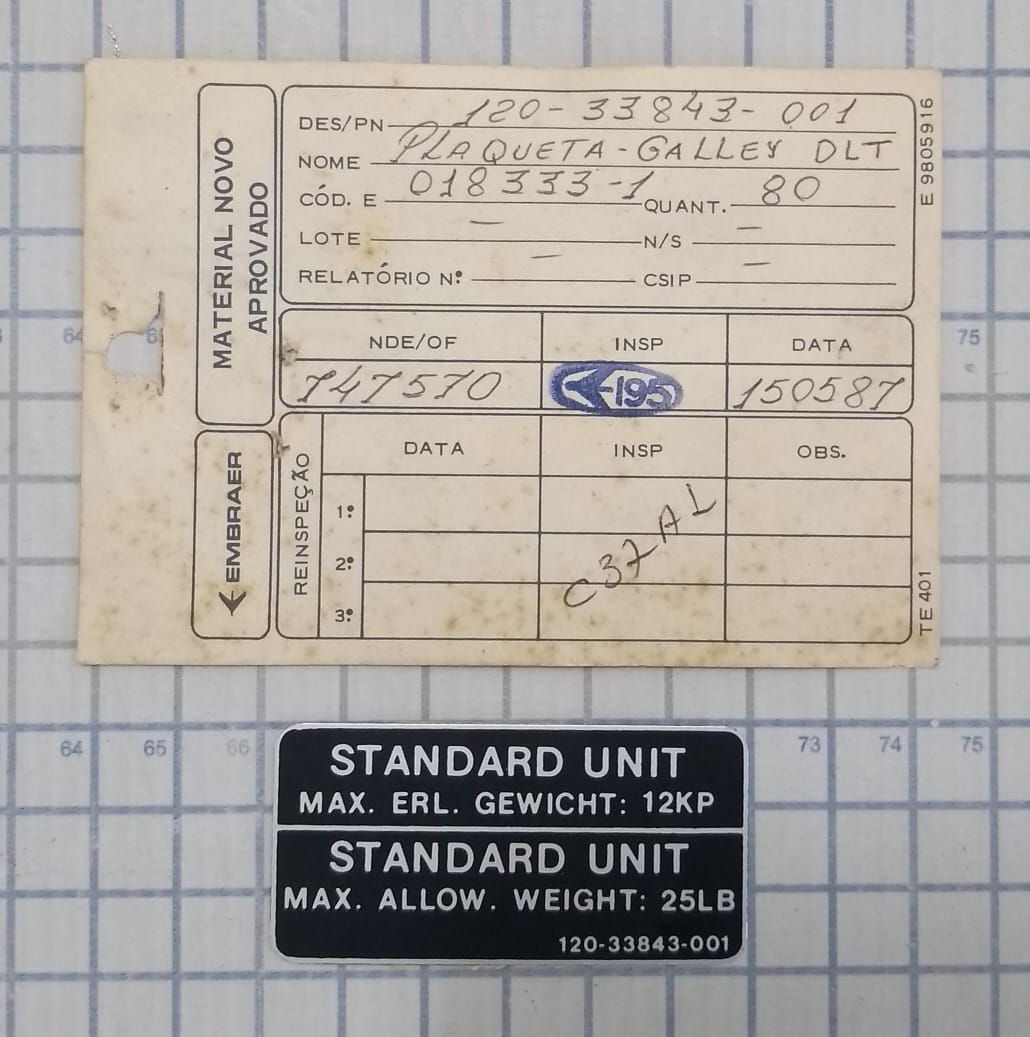 MATERIAL NOVO
APROVADO
EMBRAER
DES/PN 120-33843-001
NOME PLAQUETA-GALLEY DLT
CÓD. E 018333-1 QUANT. 80
LOTE — N/S —
RELATÓRIO Nº — CSIP —
E 9805916
NDE/OF INSP DATA
747570 195 150587
REINSPEÇÃO
DATA INSP OBS.
1º
2º
3º
C37AL
TE 401
64 65 75
64 65 66 73 74 75
STANDARD UNIT
MAX. ERL. GEWICHT: 12KP
STANDARD UNIT
MAX. ALLOW. WEIGHT: 25LB
120-33843-001